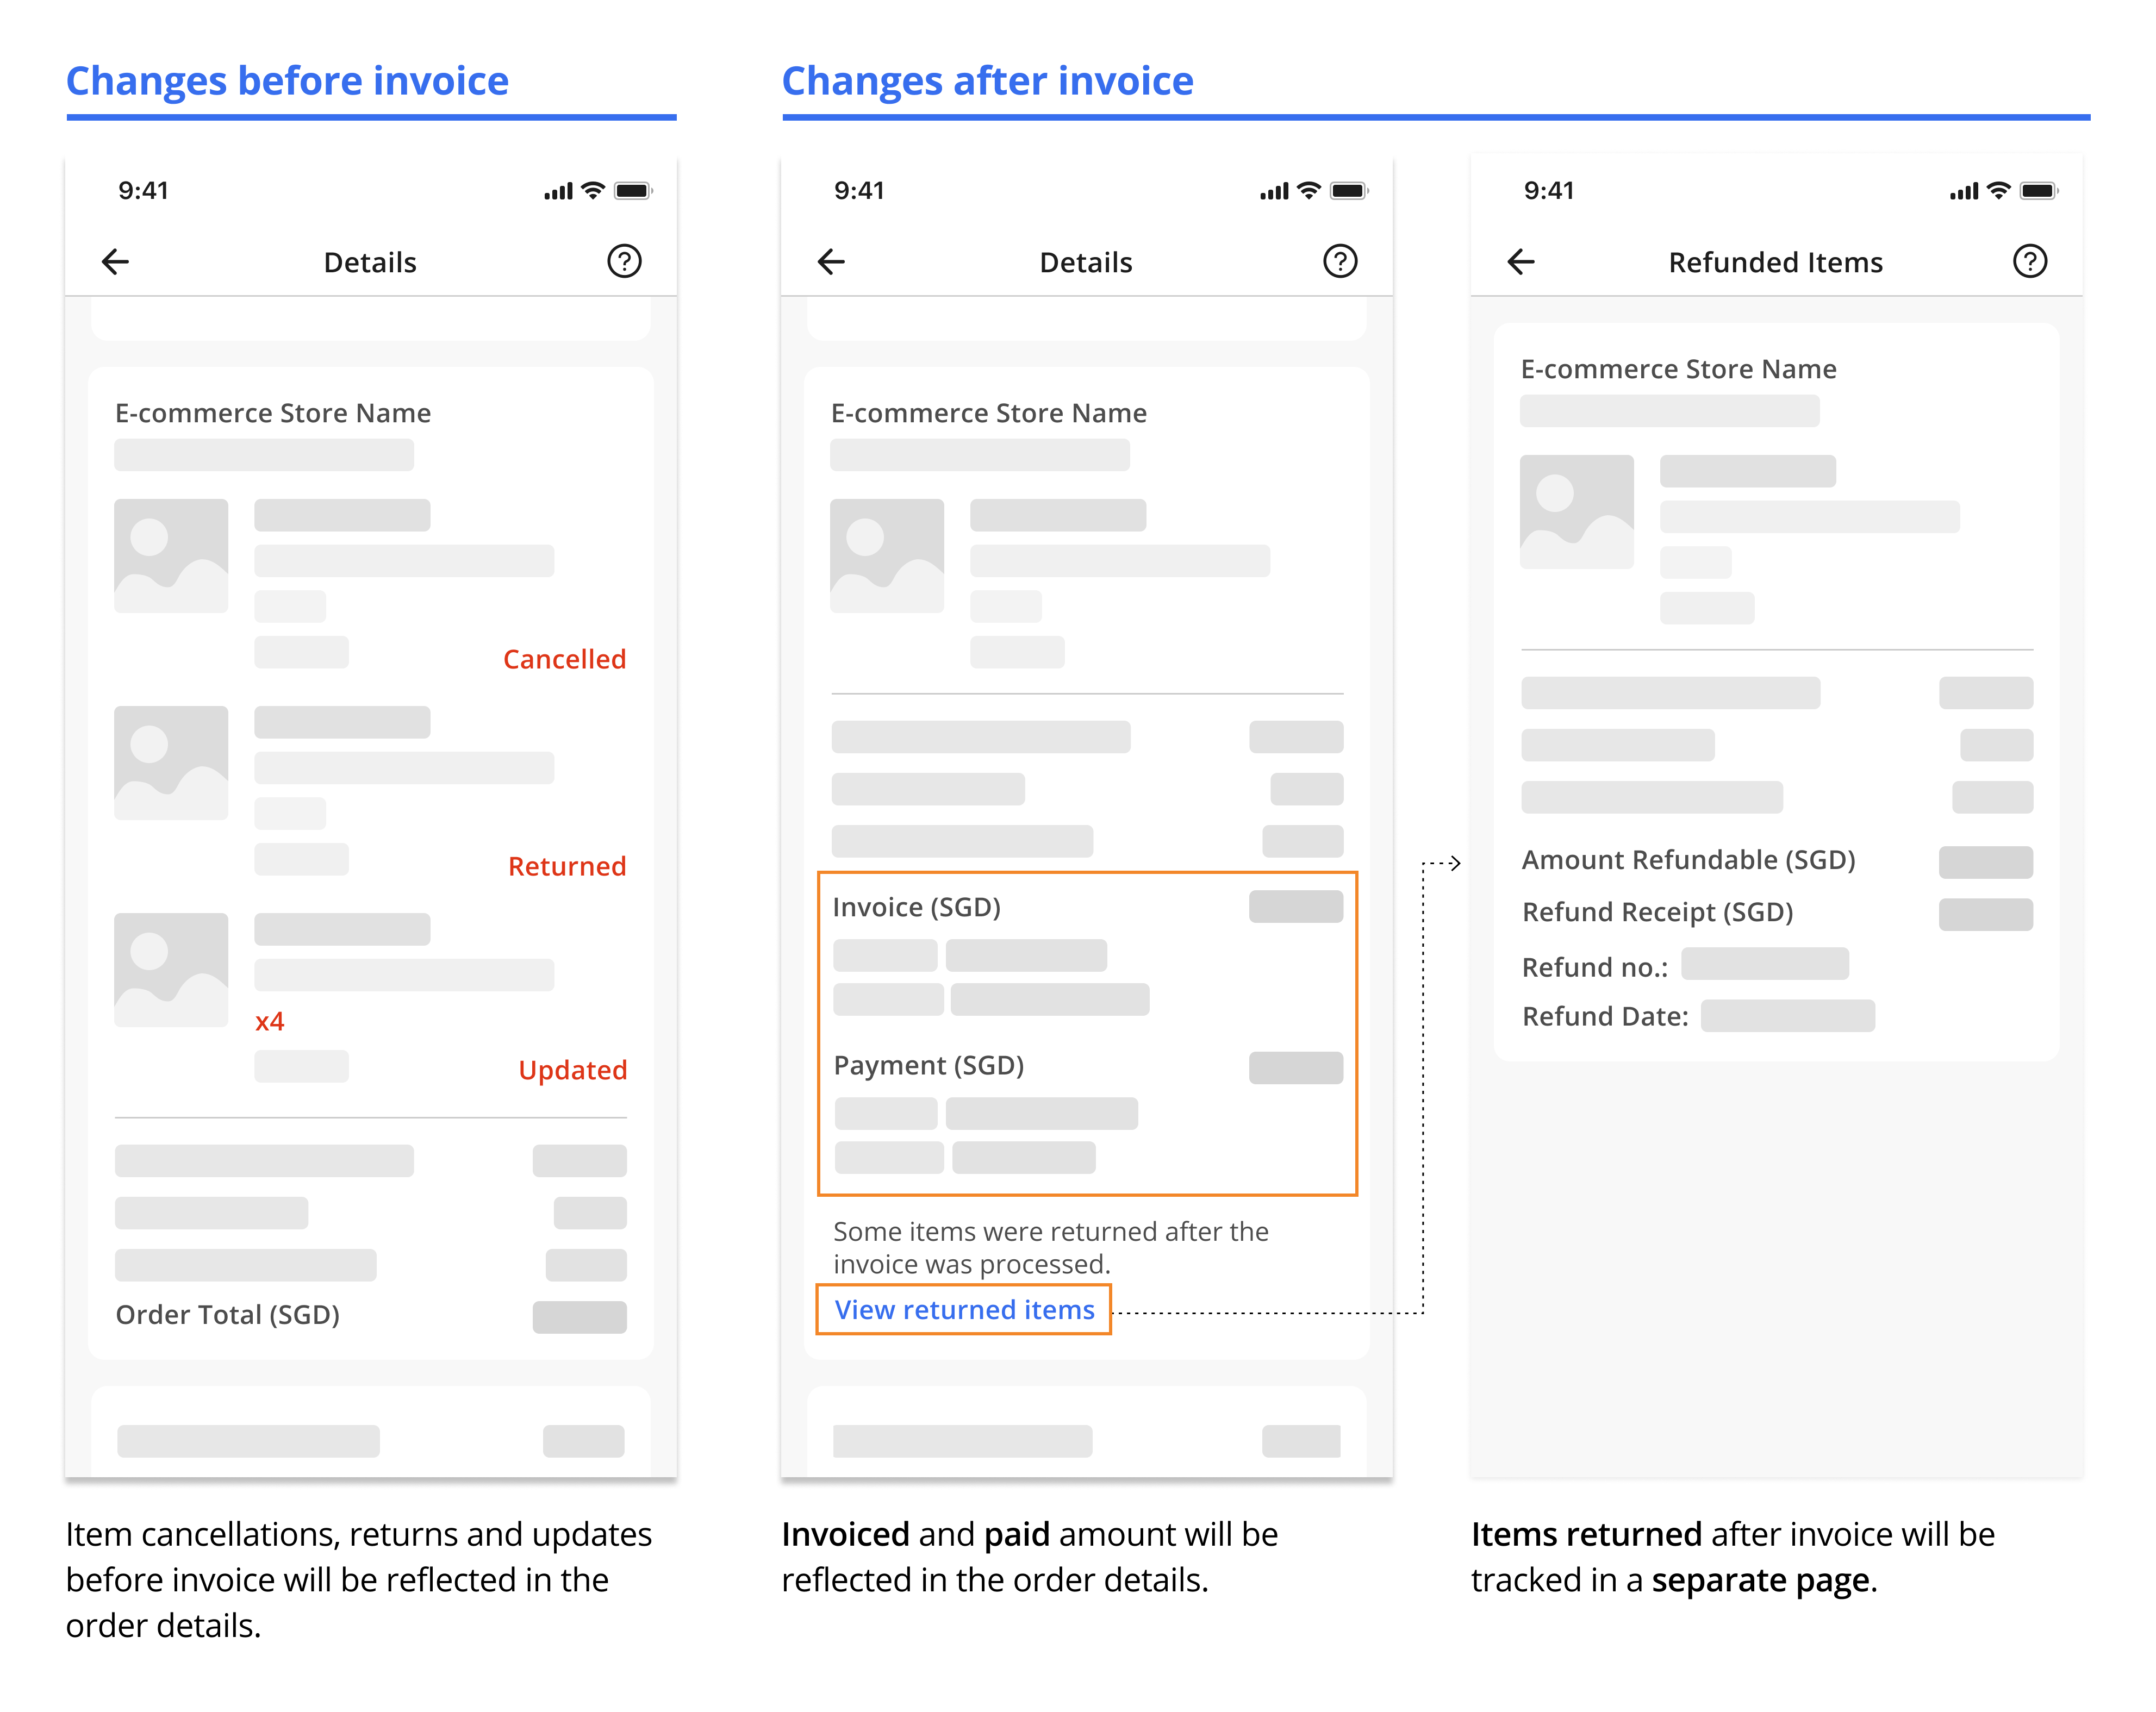 Changes before invoice
Changes after invoice
9:41
Details
E-commerce Store Name
Cancelled
Returned
x4
Updated
Order Total (SGD)
Item cancellations, returns and updates
before invoice will be reflected in the
order details.
9:41
Details
E-commerce Store Name
Invoice (SGD)
Payment (SGD)
Some items were returned after the
invoice was processed.
View returned items
Invoiced and paid amount will be
reflected in the order details.
9:41
Refunded Items
E-commerce Store Name
Amount Refundable (SGD)
Refund Receipt (SGD)
Refund no.:
Refund Date:
Items returned after invoice will be
tracked in a separate page.